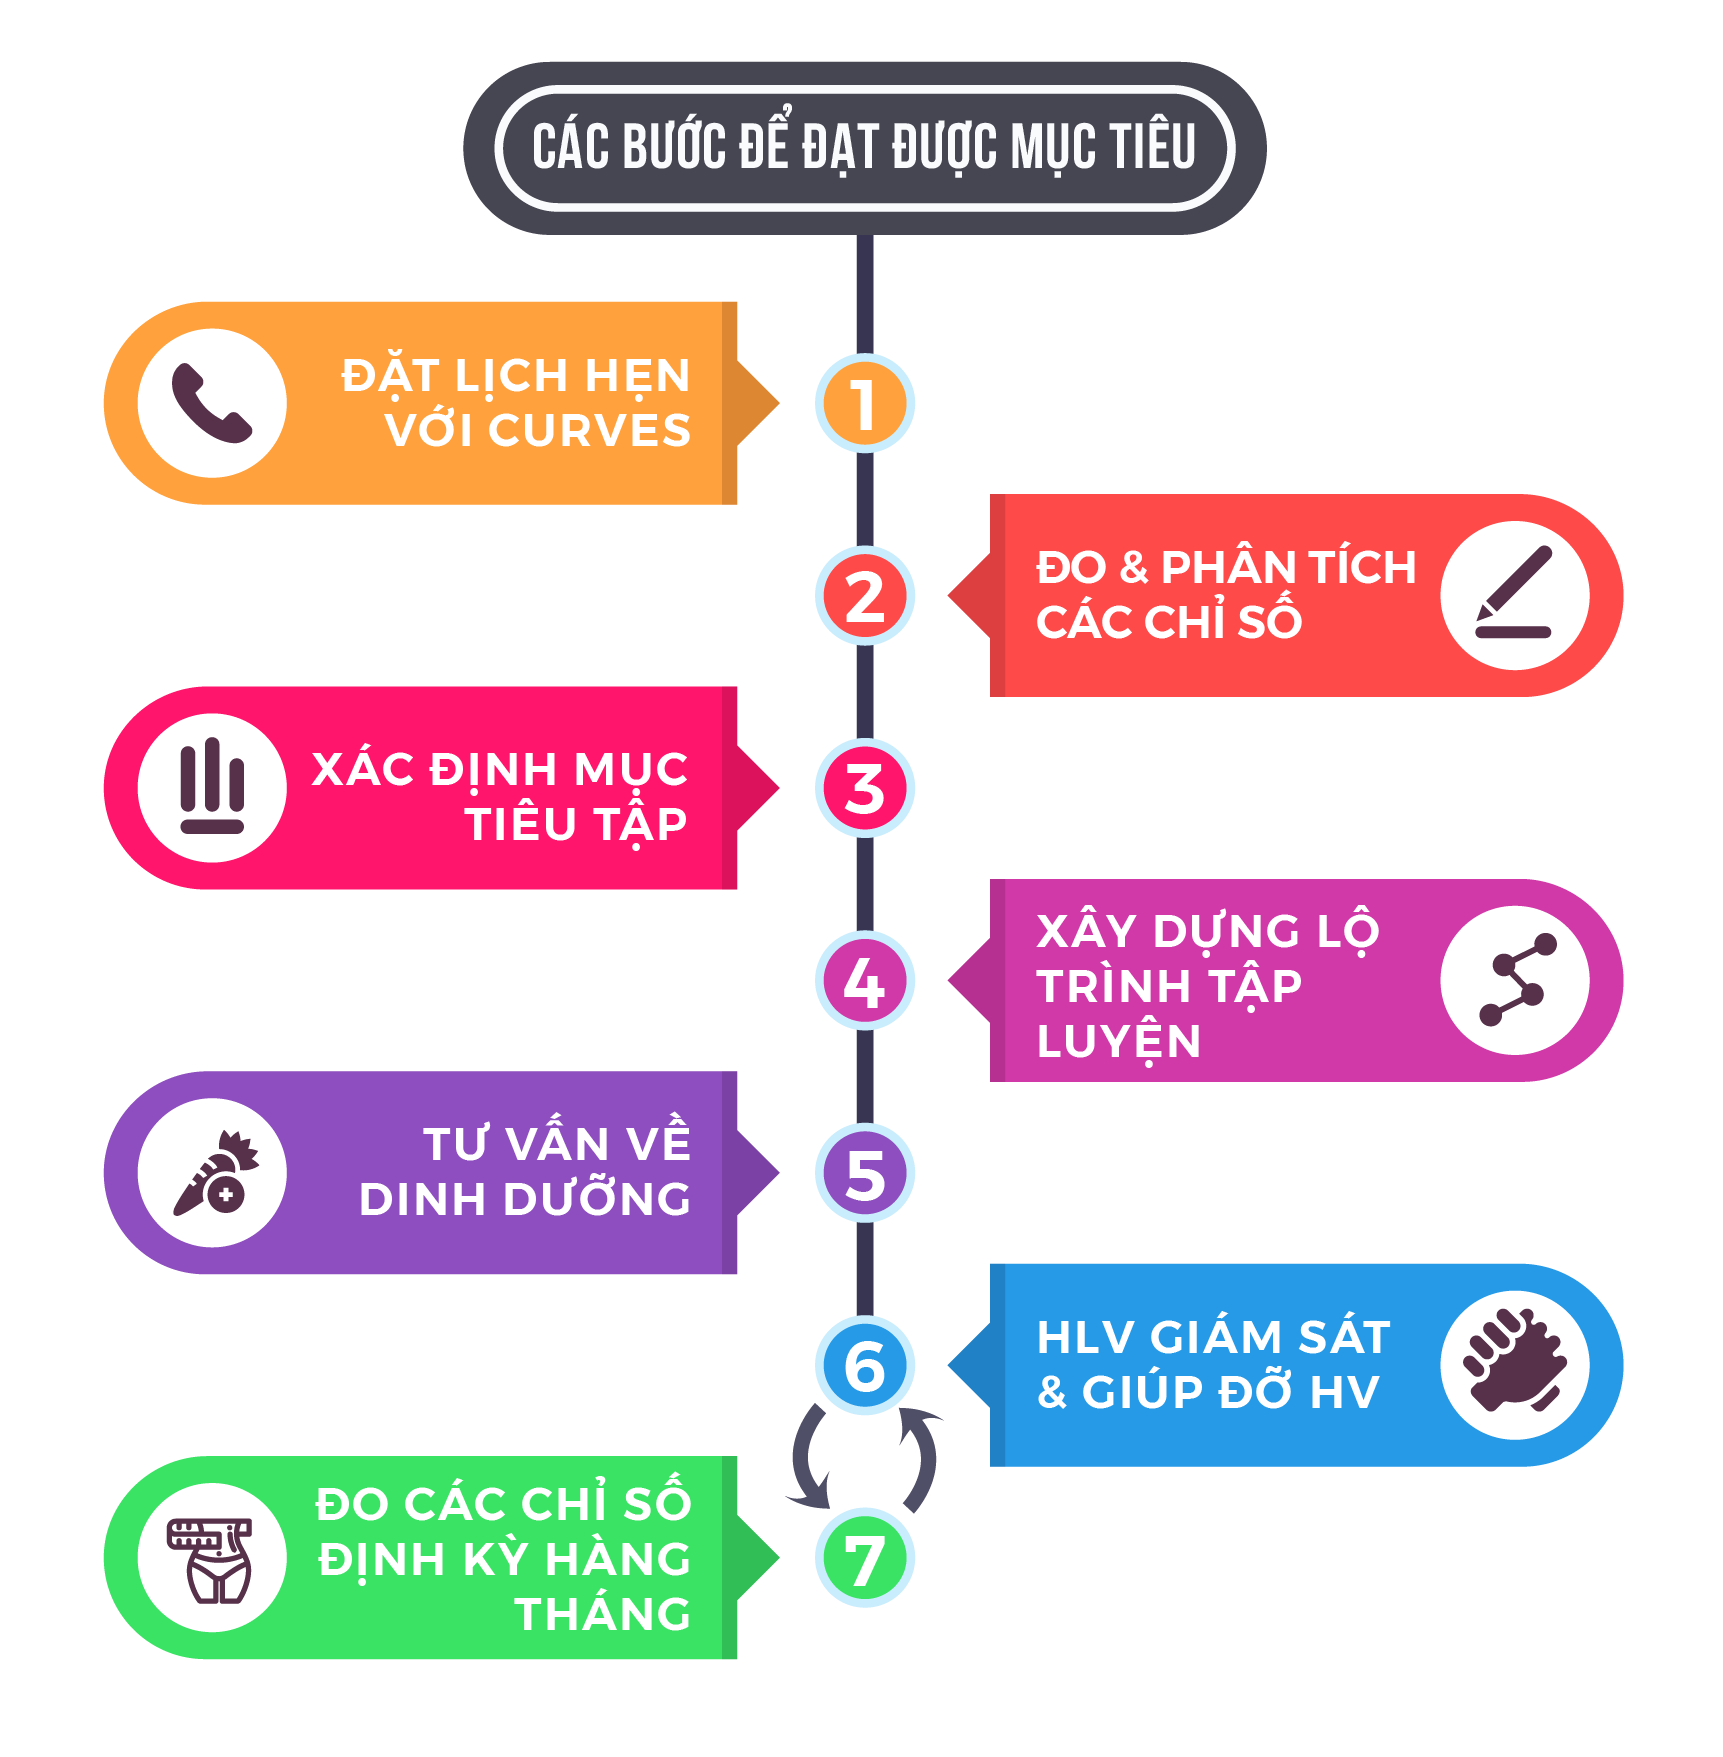 CÁC BƯỚC ĐỂ ĐẠT ĐƯỢC MỤC TIÊU
ĐẶT LỊCH HẸN
VỚI CURVES
1
2
ĐO & PHÂN TÍCH
CÁC CHỈ SỐ
XÁC ĐỊNH MỤC
TIÊU TẬP
3
4
XÂY DỰNG LỘ
TRÌNH TẬP
LUYỆN
TƯ VẤN VỀ
DINH DƯỠNG
5
6
HLV GIÁM SÁT
& GIÚP ĐỠ HV
ĐO CÁC CHỈ SỐ
ĐỊNH KỲ HÀNG
THÁNG
7